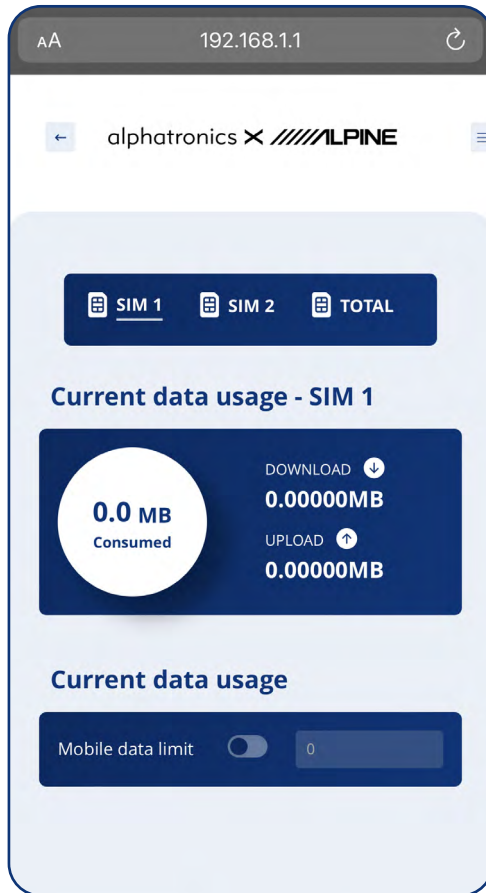 AA 192.168.1.1
alphatronics X ALPINE
SIM 1 SIM 2 TOTAL
Current data usage - SIM 1
0.0 MB
Consumed
DOWNLOAD
0.00000MB
UPLOAD
0.00000MB
Current data usage
Mobile data limit 0